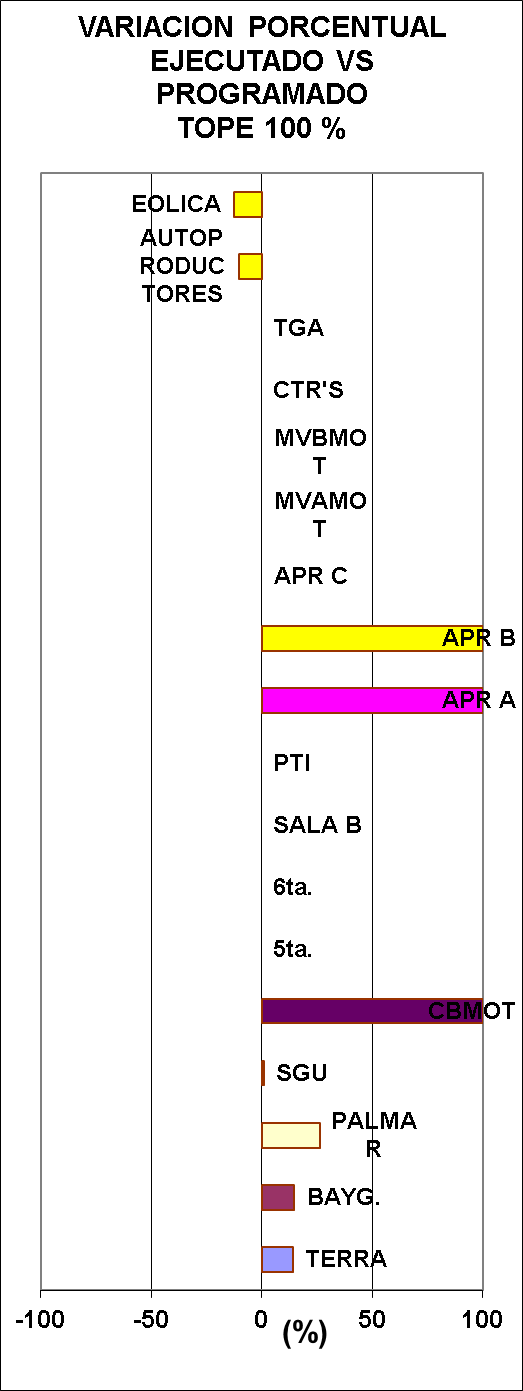 VARIACION PORCENTUAL
EJECUTADO VS
PROGRAMADO
TOPE 100 %
EOLICA
AUTOP
RODUC
TORES
TGA
CTR'S
MVBMO
T
MVAMO
T
APR C
APR B
APR A
PTI
SALA B
6ta.
5ta.
CBMOT
SGU
PALMA
R
BAYG.
TERRA
-100 -50 0 50 100
(%)